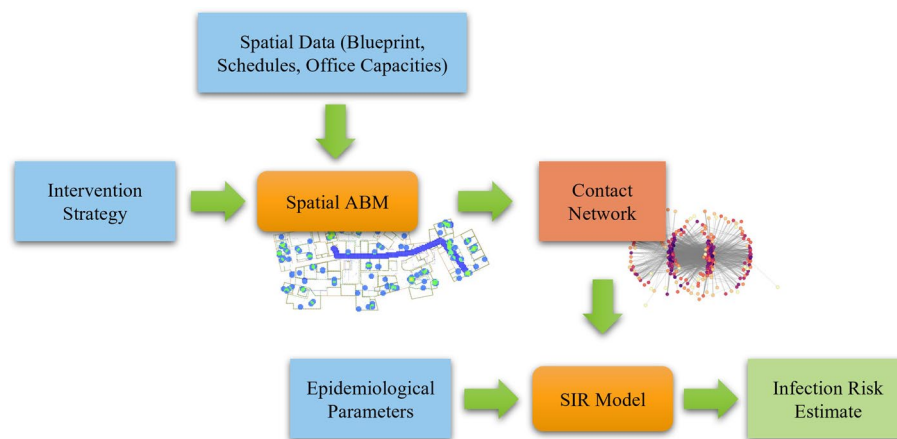 Spatial Data (Blueprint,
Schedules, Office Capacities)
Intervention
Strategy
Spatial ABM
Contact
Network
Epidemiological
Parameters
SIR Model
Infection Risk
Estimate